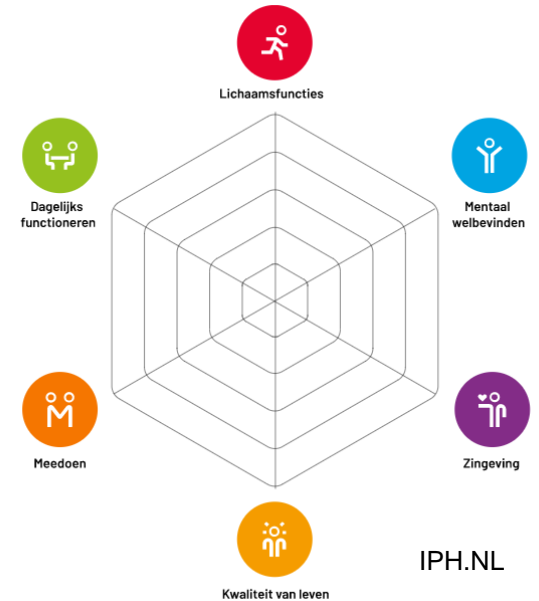 Lichaamsfuncties
Dagelijks
functioneren
Mentaal
welbevinden
Meedoen
Zingeving
Kwaliteit van leven
IPH.NL